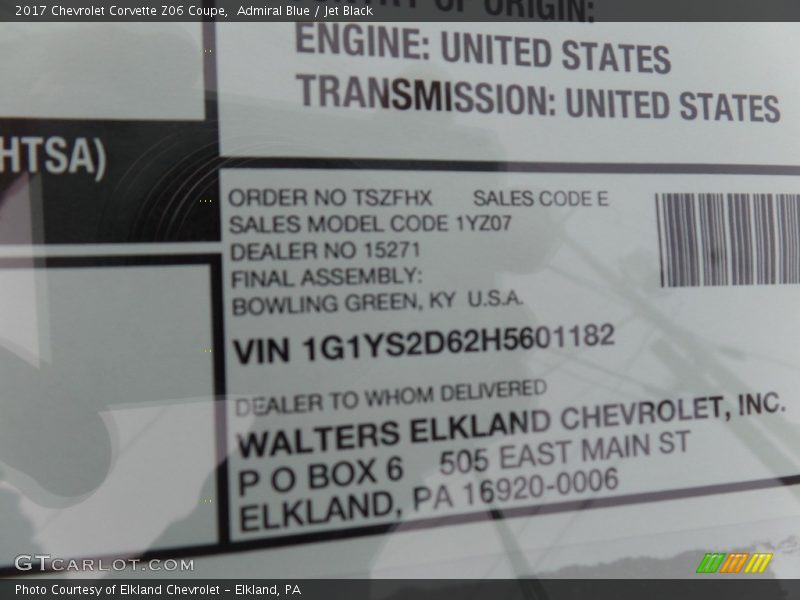 2017 Chevrolet Corvette Z06 Coupe,  Admiral Blue / Jet Black
COUNTRY OF ORIGIN:
ENGINE: UNITED STATES
TRANSMISSION: UNITED STATES
HTSA)
ORDER NO TSZFHX SALES CODE E
SALES MODEL CODE 1YZ07
DEALER NO 15271
FINAL ASSEMBLY:
BOWLING GREEN, KY U.S.A.
VIN 1G1YS2D62H5601182
DEALER TO WHOM DELIVERED
WALTERS ELKLAND CHEVROLET, INC.
P O BOX 6 505 EAST MAIN ST
ELKLAND, PA 16920-0006
GTCARLOT.COM
Photo Courtesy of Elkland Chevrolet - Elkland, PA